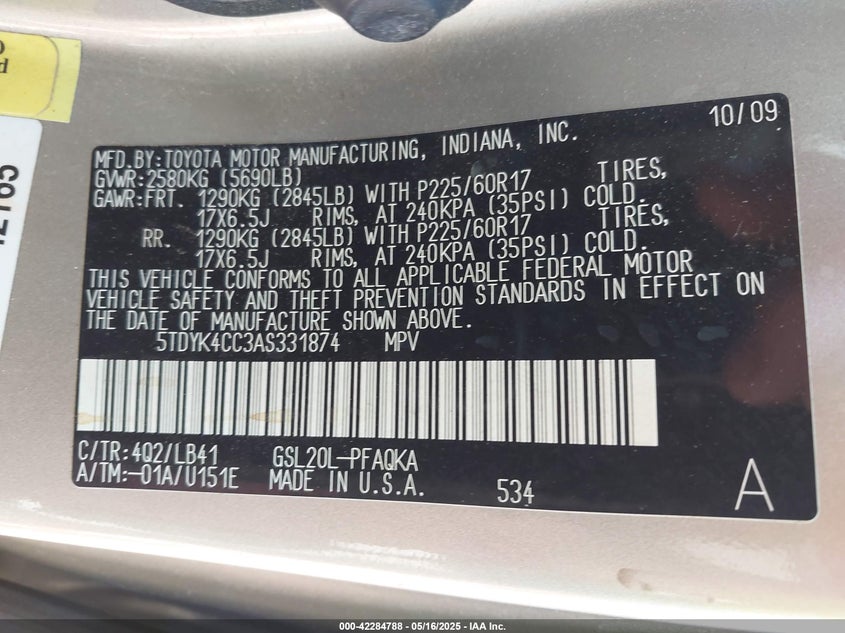 10/09
MFD.BY:TOYOTA MOTOR MANUFACTURING, INDIANA, INC.
GVWR:2580KG (5690LB)
GAWR:FRT. 1290KG (2845LB) WITH P225/60R17 TIRES,
17X6.5J RIMS, AT 240KPA (35PSI) COLD.
RR. 1290KG (2845LB) WITH P225/60R17 TIRES,
17X6.5J RIMS, AT 240KPA (35PSI) COLD.
THIS VEHICLE CONFORMS TO ALL APPLICABLE FEDERAL MOTOR
VEHICLE SAFETY AND THEFT PREVENTION STANDARDS IN EFFECT ON
THE DATE OF MANUFACTURE SHOWN ABOVE.
5TDYK4CC3AS331874 MPV
C/TR:4Q2/LB41 GSL20L-PFAQKA
A/TM:-01A/U151E MADE IN U.S.A. 534 A
000-42284788 - 05/16/2025 - IAA Inc.